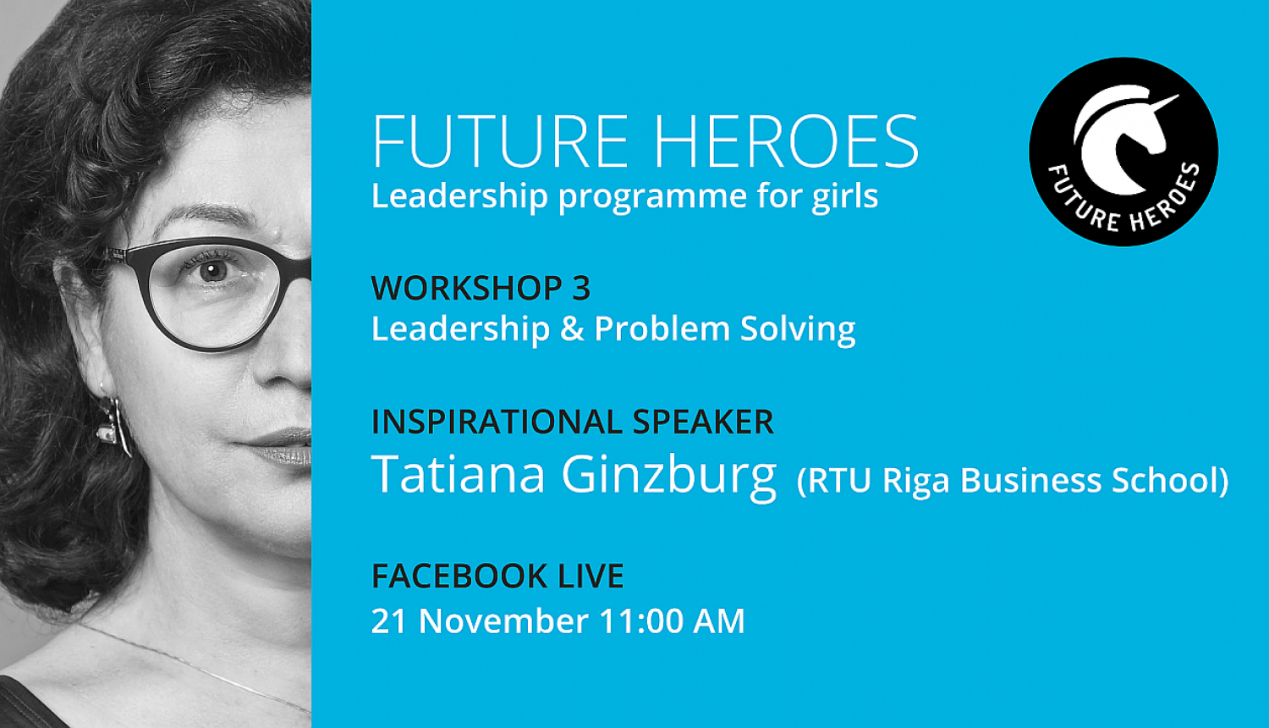 FUTURE HEROES
Leadership programme for girls
FUTURE HEROES
WORKSHOP 3
Leadership & Problem Solving
INSPIRATIONAL SPEAKER
Tatiana Ginzburg (RTU Riga Business School)
FACEBOOK LIVE
21 November 11:00 AM